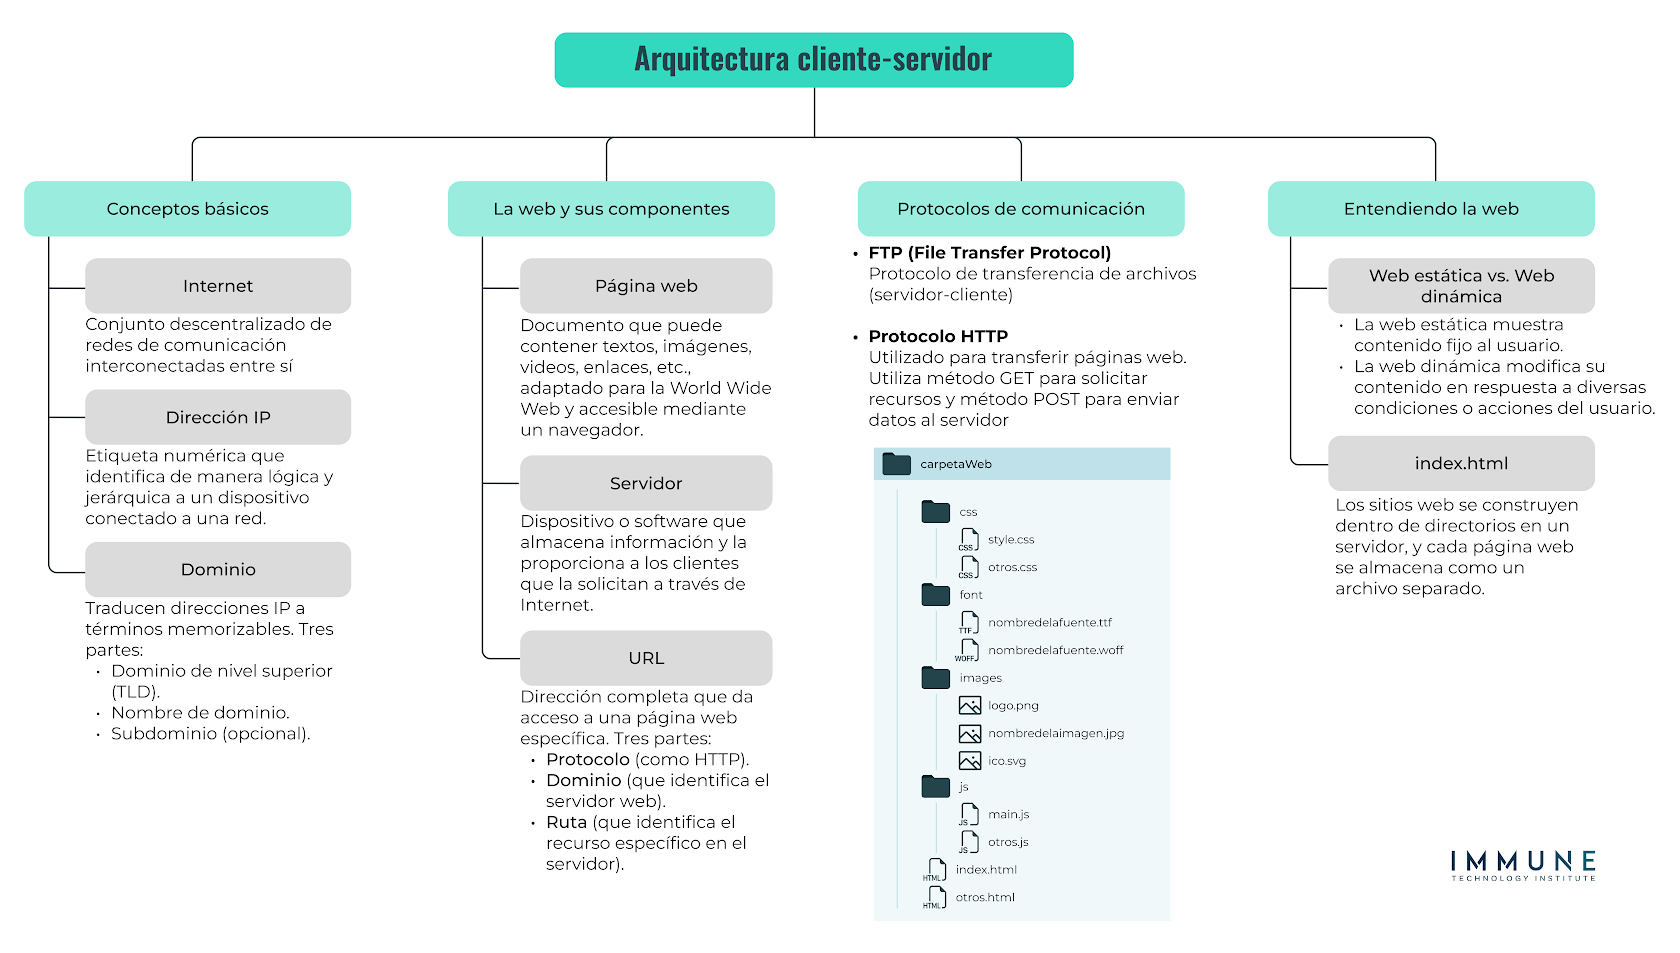 Arquitectura cliente-servidor
Conceptos básicos
Internet
Conjunto descentralizado de
redes de comunicación
interconectadas entre sí
Dirección IP
Etiqueta numérica que
identifica de manera lógica y
jerárquica a un dispositivo
conectado a una red.
Dominio
Traducen direcciones IP a
términos memorizables. Tres
partes:
• Dominio de nivel superior
(TLD).
• Nombre de dominio.
• Subdominio (opcional).
La web y sus componentes
Página web
Documento que puede
contener textos, imágenes,
videos, enlaces, etc.,
adaptado para la World Wide
Web y accesible mediante
un navegador.
Servidor
Dispositivo o software que
almacena información y la
proporciona a los clientes
que la solicitan a través de
Internet.
URL
Dirección completa que da
acceso a una página web
específica. Tres partes:
• Protocolo (como HTTP).
• Dominio (que identifica el
servidor web).
• Ruta (que identifica el
recurso específico en el
servidor).
Protocolos de comunicación
• FTP (File Transfer Protocol)
Protocolo de transferencia de archivos
(servidor-cliente)
• Protocolo HTTP
Utilizado para transferir páginas web.
Utiliza método GET para solicitar
recursos y método POST para enviar
datos al servidor
carpetaWeb
css
CSS style.css
CSS otros.css
font
TTF nombredelafuente.ttf
WOFF nombredelafuente.woff
images
logo.png
nombredelaimagen.jpg
ico.svg
js
JS main.js
JS otros.js
HTML index.html
HTML otros.html
Entendiendo la web
Web estática vs. Web
dinámica
• La web estática muestra
contenido fijo al usuario.
• La web dinámica modifica su
contenido en respuesta a diversas
condiciones o acciones del usuario.
index.html
Los sitios web se construyen
dentro de directorios en un
servidor, y cada página web
se almacena como un
archivo separado.
IMMUNE
TECHNOLOGY INSTITUTE